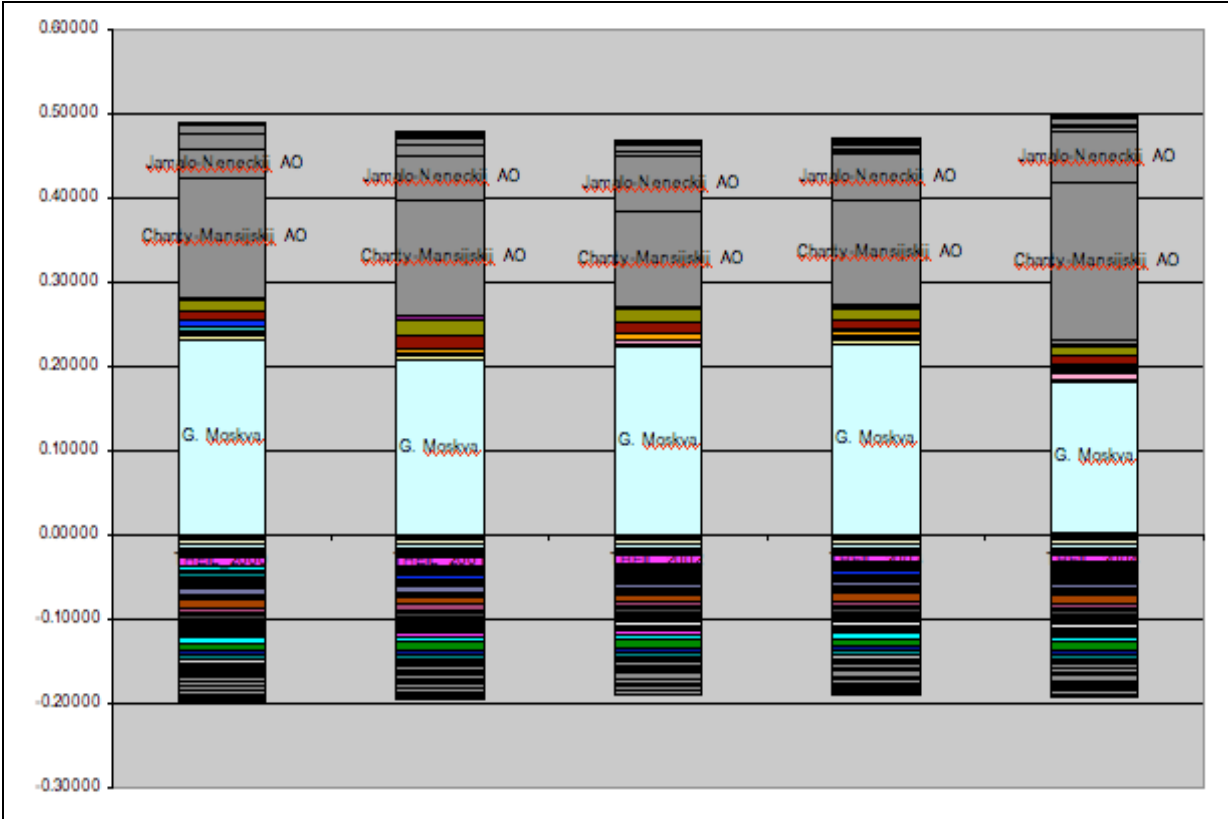 0.60000
0.50000
Jamalo-Neneckij AO
Jamalo-Neneckij AO
Jamalo-Neneckij AO
Jamalo-Neneckij AO
Jamalo-Neneckij AO
0.40000
Chanty-Mansijskij AO
Chanty-Mansijskij AO
Chanty-Mansijskij AO
Chanty-Mansijskij AO
Chanty-Mansijskij AO
0.30000
0.20000
G. Moskva
G. Moskva
G. Moskva
G. Moskva
G. Moskva
0.10000
0.00000
-0.10000
-0.20000
-0.30000